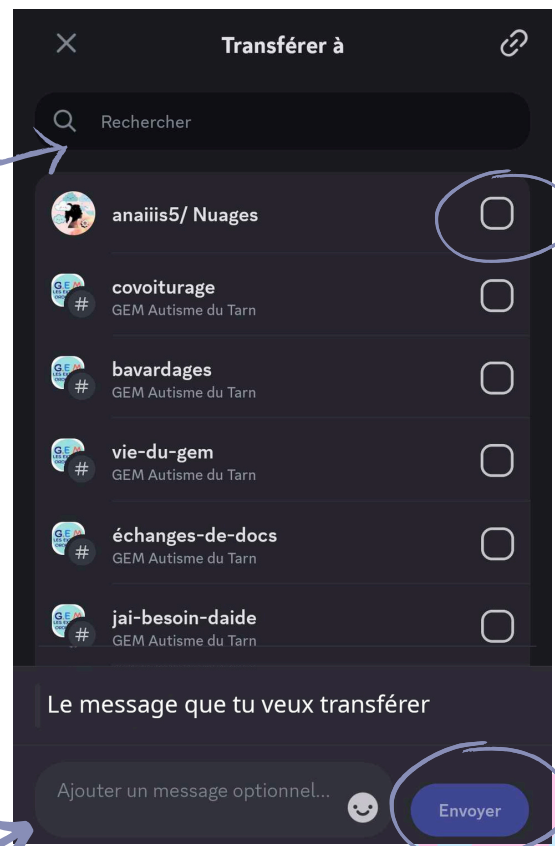 Transférer à
Rechercher
anaiiis5/ Nuages
covoiturage
GEM Autisme du Tarn
bavardages
GEM Autisme du Tarn
vie-du-gem
GEM Autisme du Tarn
échanges-de-docs
GEM Autisme du Tarn
jai-besoin-daide
GEM Autisme du Tarn
Le message que tu veux transférer
Ajouter un message optionnel...
Envoyer